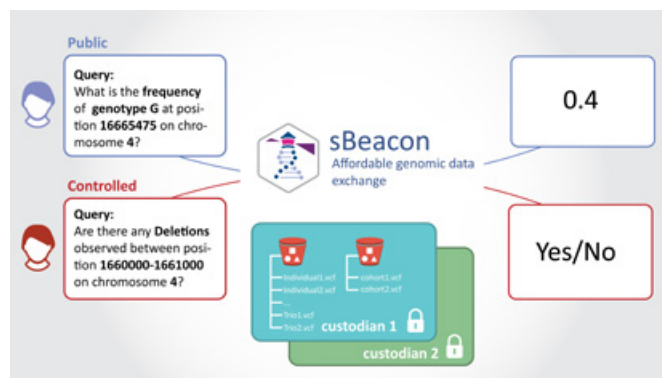 Public
Query:
What is the frequency
of genotype G at posi-
tion 16665475 on chro-
mosome 4?
0.4
sBeacon
Affordable genomic data
exchange
Controlled
Query:
Are there any Deletions
observed between posi-
tion 1660000-1661000
on chromosome 4?
Yes/No
Individual1.vcf
Individual2.vcf
...
Trio1.vcf
Trio2.vcf
cohort1.vcf
cohort2.vcf
custodian 1
custodian 2